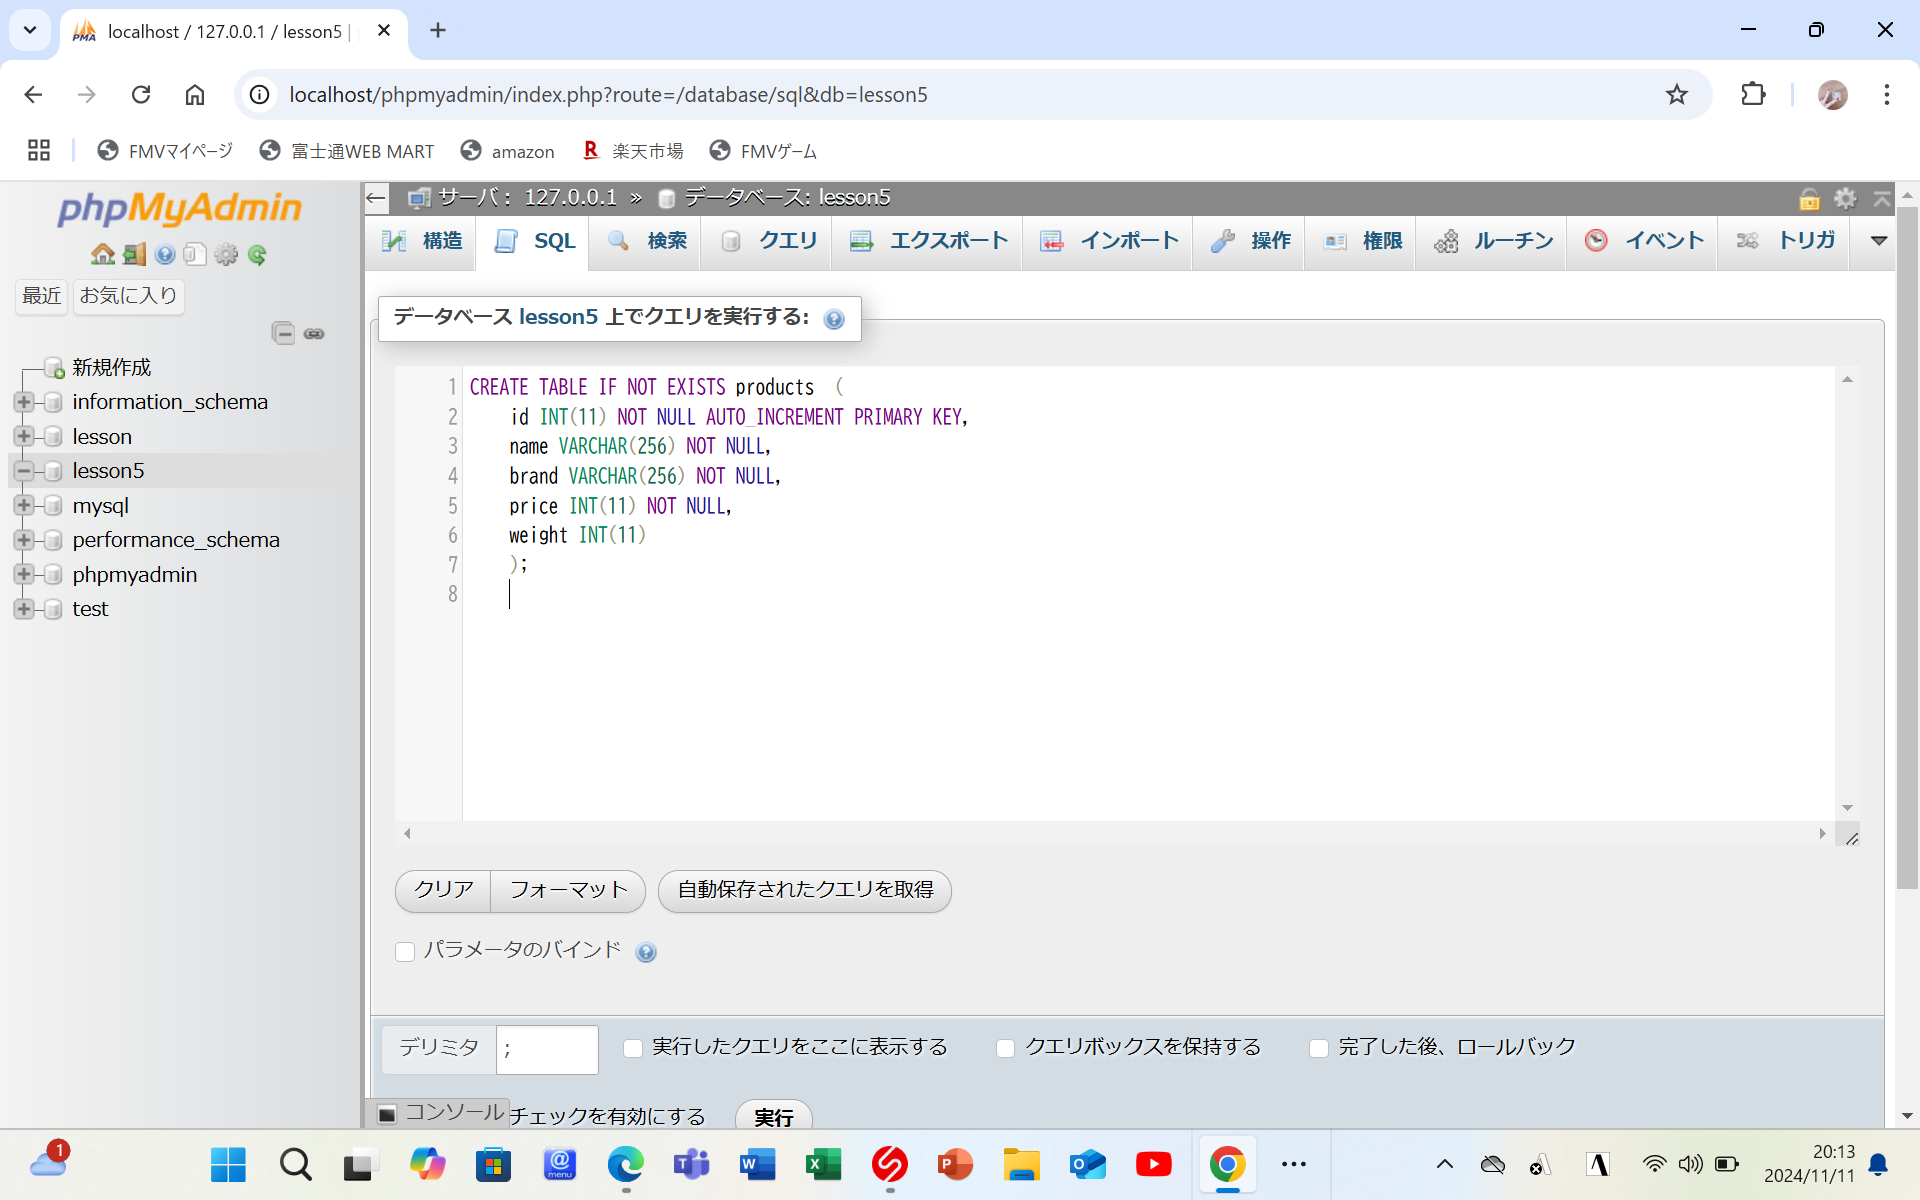 localhost / 127.0.0.1 / lesson5 |
localhost/phpmyadmin/index.php?route=/database/sql&db=lesson5
FMVマイページ 富士通WEB MART amazon 楽天市場 FMVゲーム
phpMyAdmin
最近 お気に入り
新規作成
information_schema
lesson
lesson5
mysql
performance_schema
phpmyadmin
test
サーバ： 127.0.0.1 » データベース: lesson5
構造 SQL 検索 クエリ エクスポート インポート 操作 権限 ルーチン イベント トリガ
データベース lesson5 上でクエリを実行する:
1 CREATE TABLE IF NOT EXISTS products (
2 id INT(11) NOT NULL AUTO_INCREMENT PRIMARY KEY,
3 name VARCHAR(256) NOT NULL,
4 brand VARCHAR(256) NOT NULL,
5 price INT(11) NOT NULL,
6 weight INT(11)
7 );
8
クリア フォーマット 自動保存されたクエリを取得
パラメータのバインド
デリミタ ; 実行したクエリをここに表示する クエリボックスを保持する 完了した後、ロールバック
コンソール チェックを有効にする 実行
1
@ menu
20:13
2024/11/11